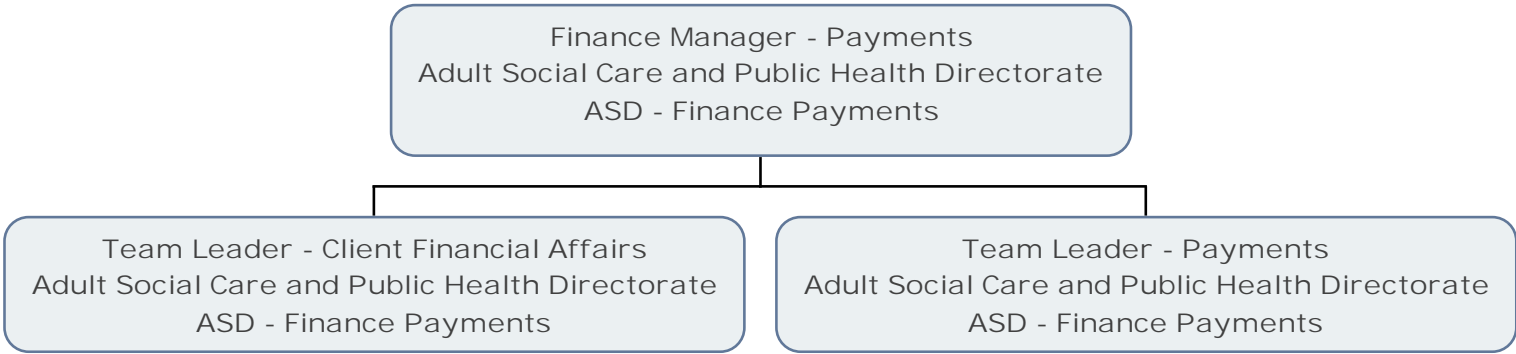 Finance Manager - Payments
Adult Social Care and Public Health Directorate
ASD - Finance Payments
Team Leader - Client Financial Affairs
Adult Social Care and Public Health Directorate
ASD - Finance Payments
Team Leader - Payments
Adult Social Care and Public Health Directorate
ASD - Finance Payments